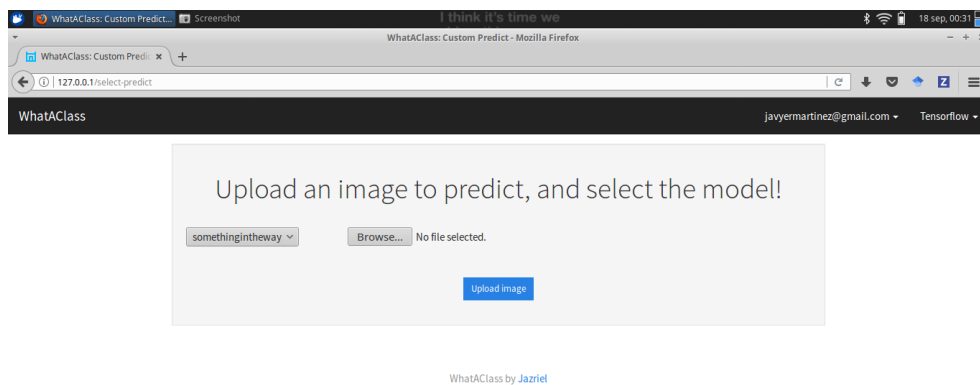 WhatAClass: Custom Predict... Screenshot I think it's time we 18 sep, 00:31
WhatAClass: Custom Predict - Mozilla Firefox
WhatAClass: Custom Predic
127.0.0.1/select-predict
WhatAClass javyermartinez@gmail.com Tensorflow
Upload an image to predict, and select the model!
somethingintheway Browse... No file selected.
Upload image
WhatAClass by Jazriel